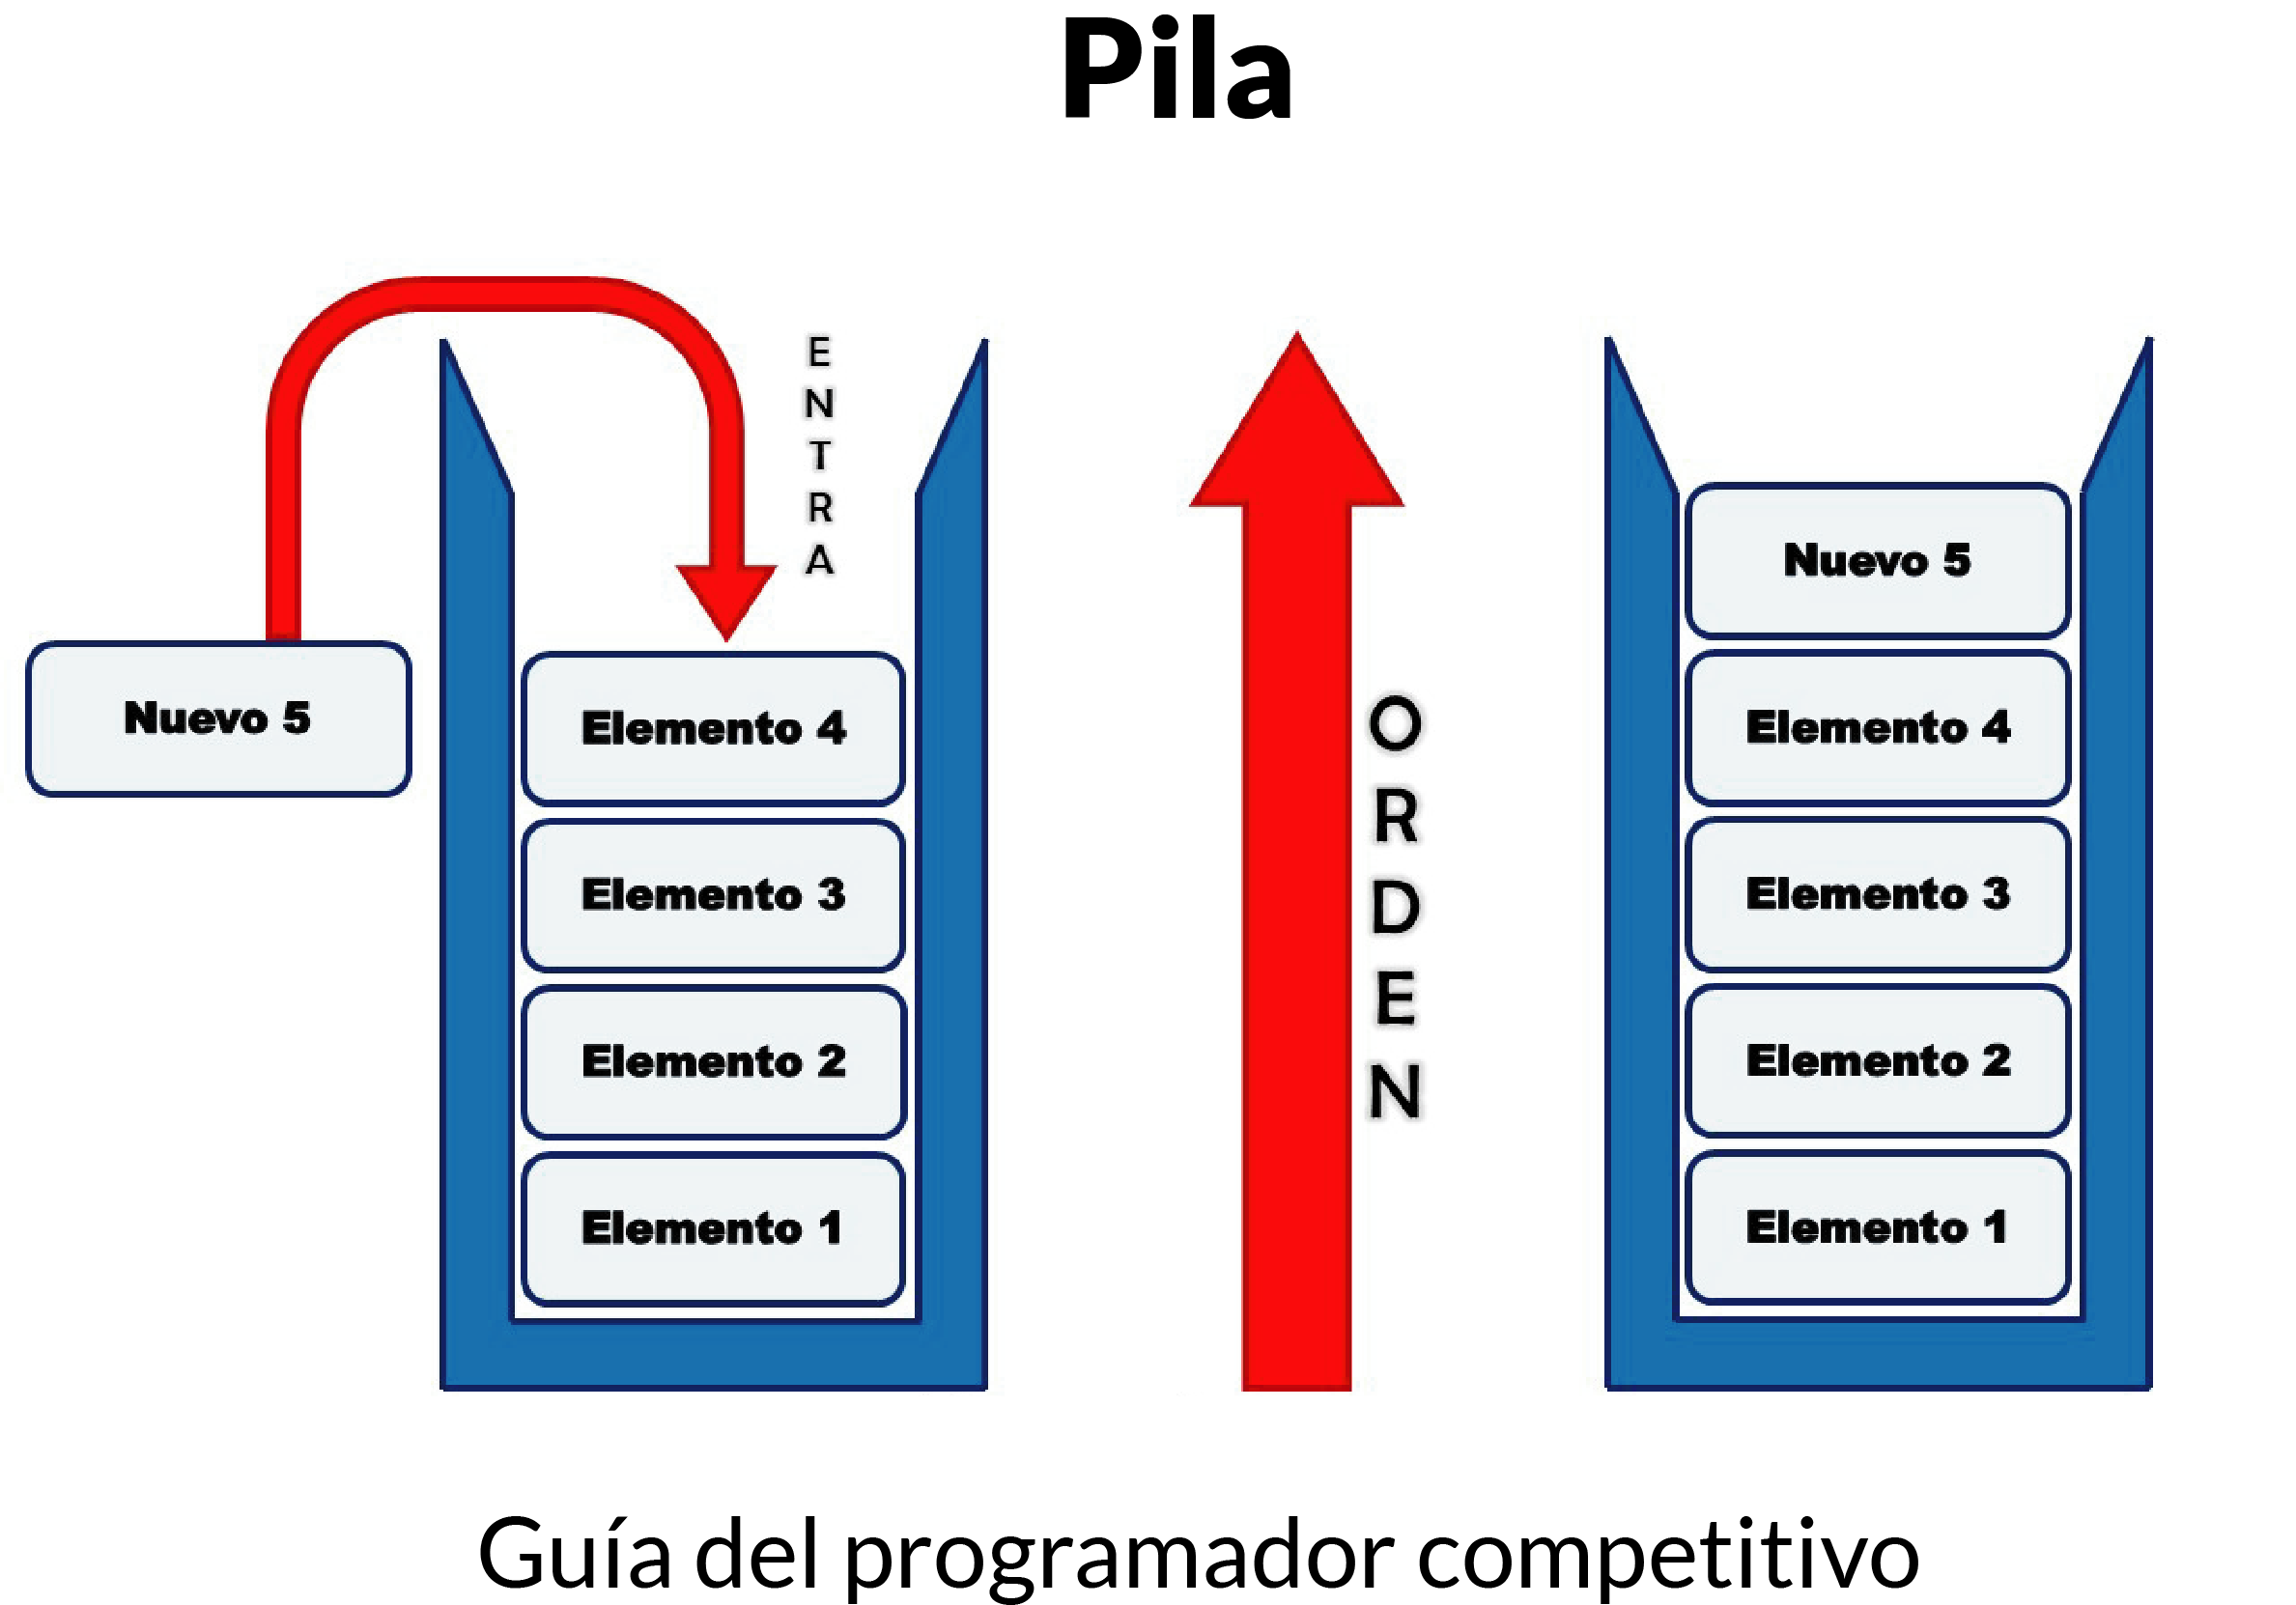 Pila
ENTRA
Nuevo 5
Elemento 4
Elemento 3
Elemento 2
Elemento 1
ORDEN
Nuevo 5
Elemento 4
Elemento 3
Elemento 2
Elemento 1
Guía del programador competitivo